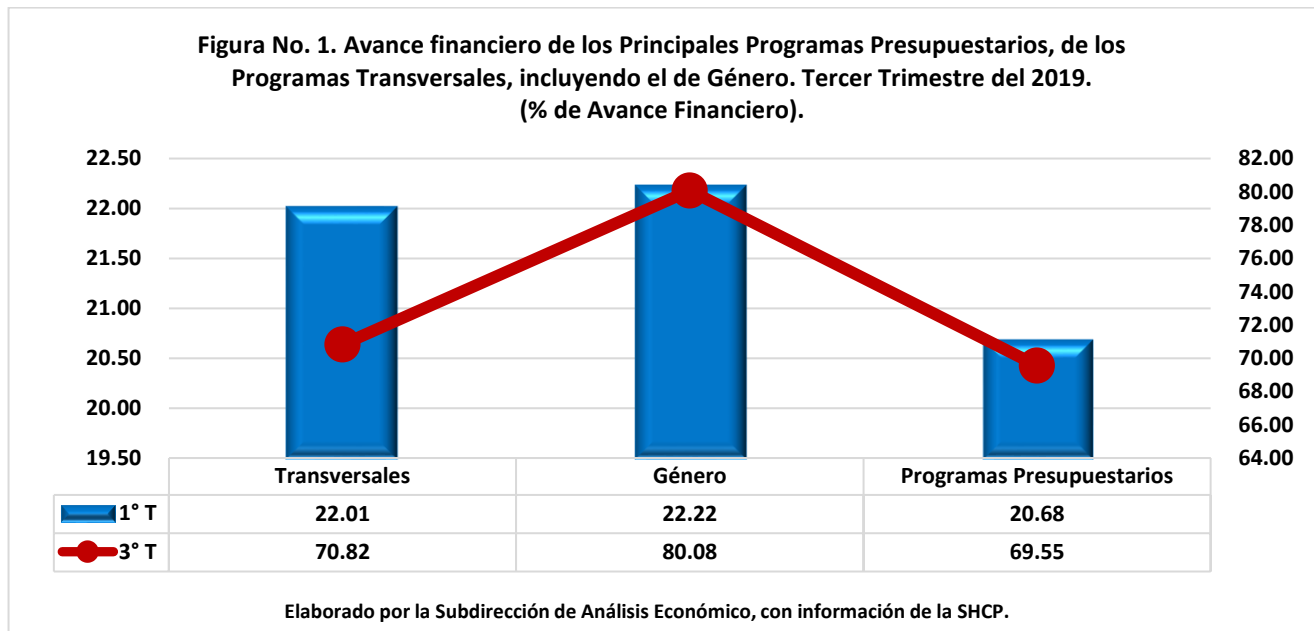 Figura No. 1. Avance financiero de los Principales Programas Presupuestarios, de los
Programas Transversales, incluyendo el de Género. Tercer Trimestre del 2019.
(% de Avance Financiero).
22.50
22.00
21.50
21.00
20.50
20.00
19.50
82.00
80.00
78.00
76.00
74.00
72.00
70.00
68.00
66.00
64.00
Transversales Género Programas Presupuestarios
1° T 22.01 22.22 20.68
3° T 70.82 80.08 69.55
Elaborado por la Subdirección de Análisis Económico, con información de la SHCP.